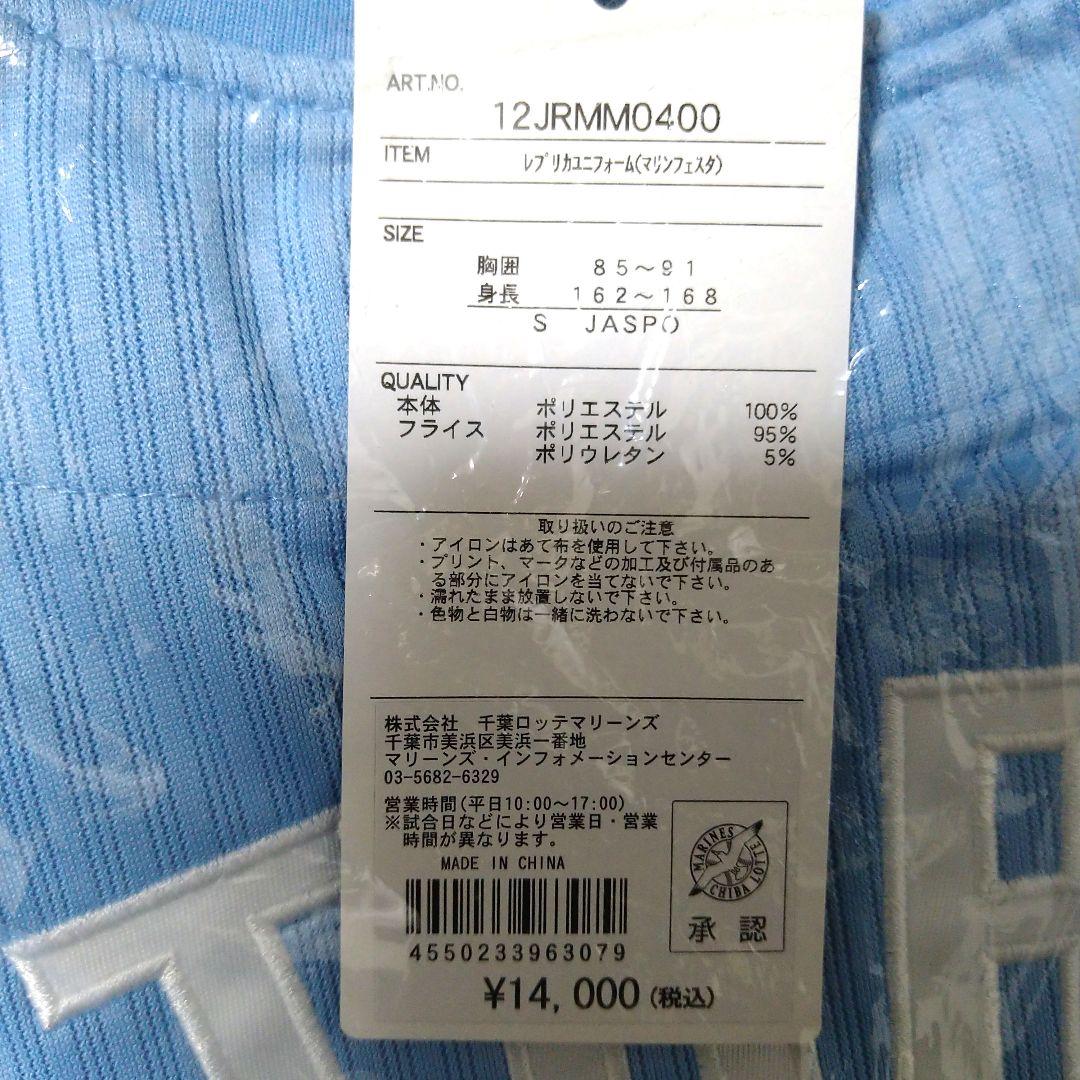 ART.NO.
12JRMM0400
ITEM
レプリカユニフォーム(マリンフェスタ)
SIZE
胸囲 85～91
身長 162～168
S JASPO
QUALITY
本体 ポリエステル 100%
フライス ポリエステル 95%
ポリウレタン 5%
取り扱いのご注意
・アイロンはあて布を使用して下さい。
・プリント、マークなどの加工及び付属品のあ
る部分にアイロンを当てないで下さい。
・濡れたまま放置しないで下さい。
・色物と白物は一緒に洗わないで下さい。
株式会社 千葉ロッテマリーンズ
千葉市美浜区美浜一番地
マリーンズ・インフォメーションセンター
03-5682-6329
営業時間(平日10:00～17:00)
※試合日などにより営業日・営業
時間が異なります。
MADE IN CHINA
MARINES
CHIBA LOTTE
承認
4550233963079
¥14,000(税込)